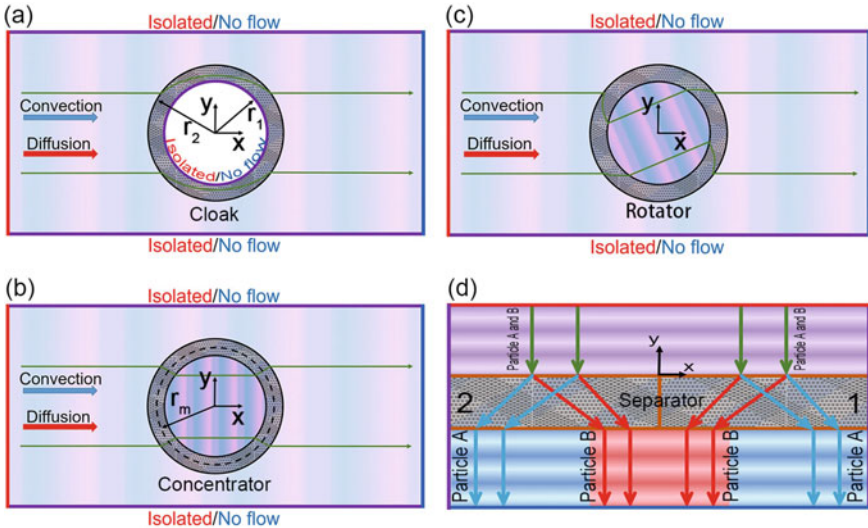 (a)
Isolated/No flow
Convection
Diffusion
y
x
r1
r2
Isolated/No flow
Cloak
Isolated/No flow
(b)
Isolated/No flow
Convection
Diffusion
y
x
rm
Concentrator
Isolated/No flow
(c)
Isolated/No flow
Convection
Diffusion
y
x
Rotator
Isolated/No flow
(d)
Particle A and B
Particle A and B
y
x
2
Separator
1
Particle A
Particle B
Particle B
Particle A